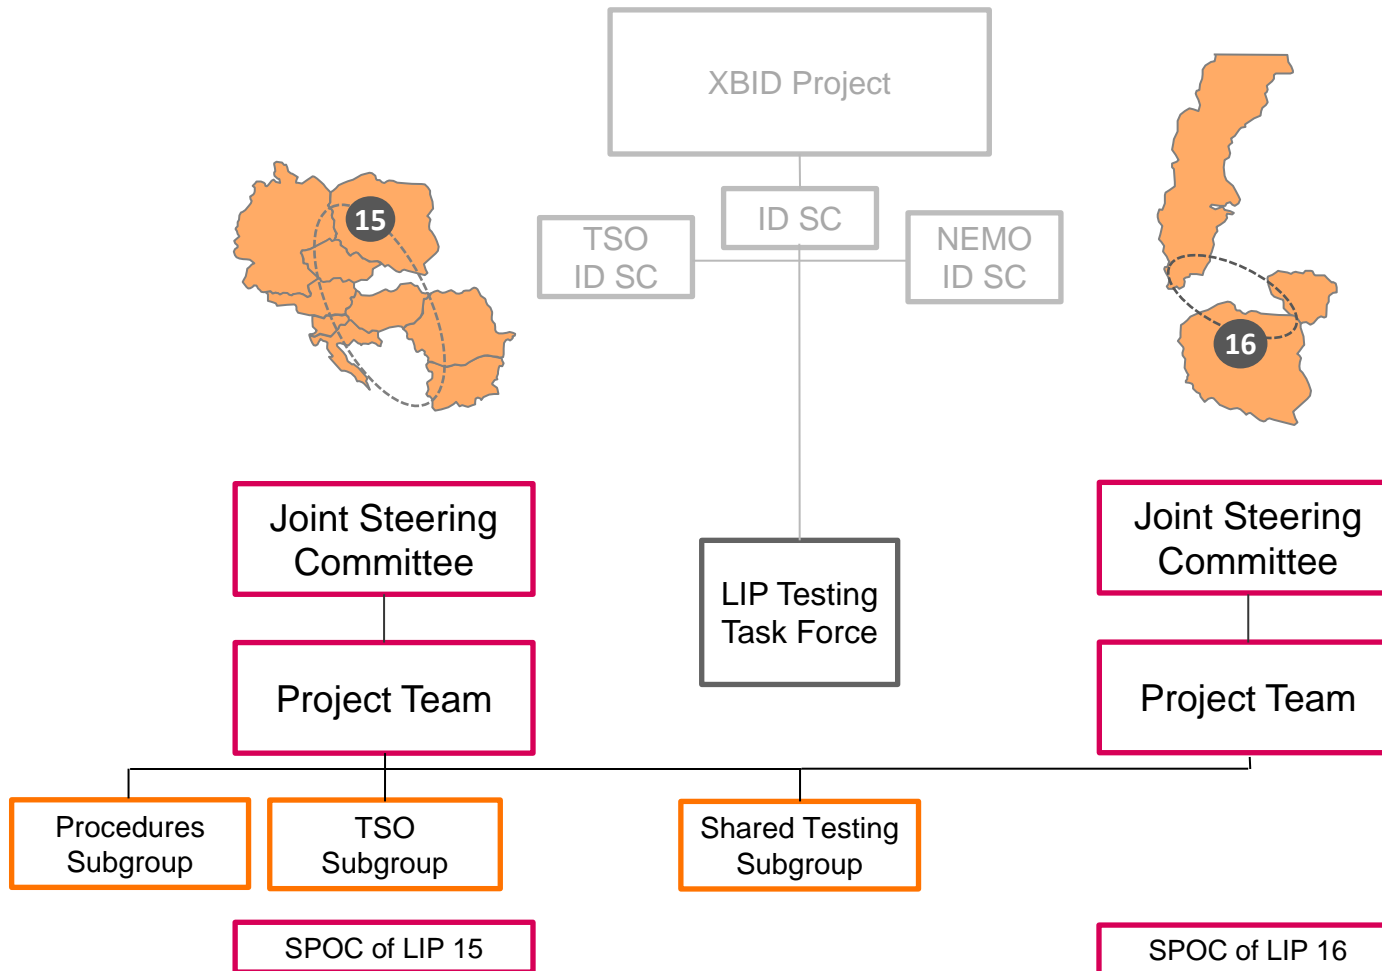 XBID Project
ID SC
TSO
ID SC
NEMO
ID SC
15
16
Joint Steering
Committee
LIP Testing
Task Force
Joint Steering
Committee
Project Team
Project Team
Procedures
Subgroup
TSO
Subgroup
Shared Testing
Subgroup
SPOC of LIP 15
SPOC of LIP 16